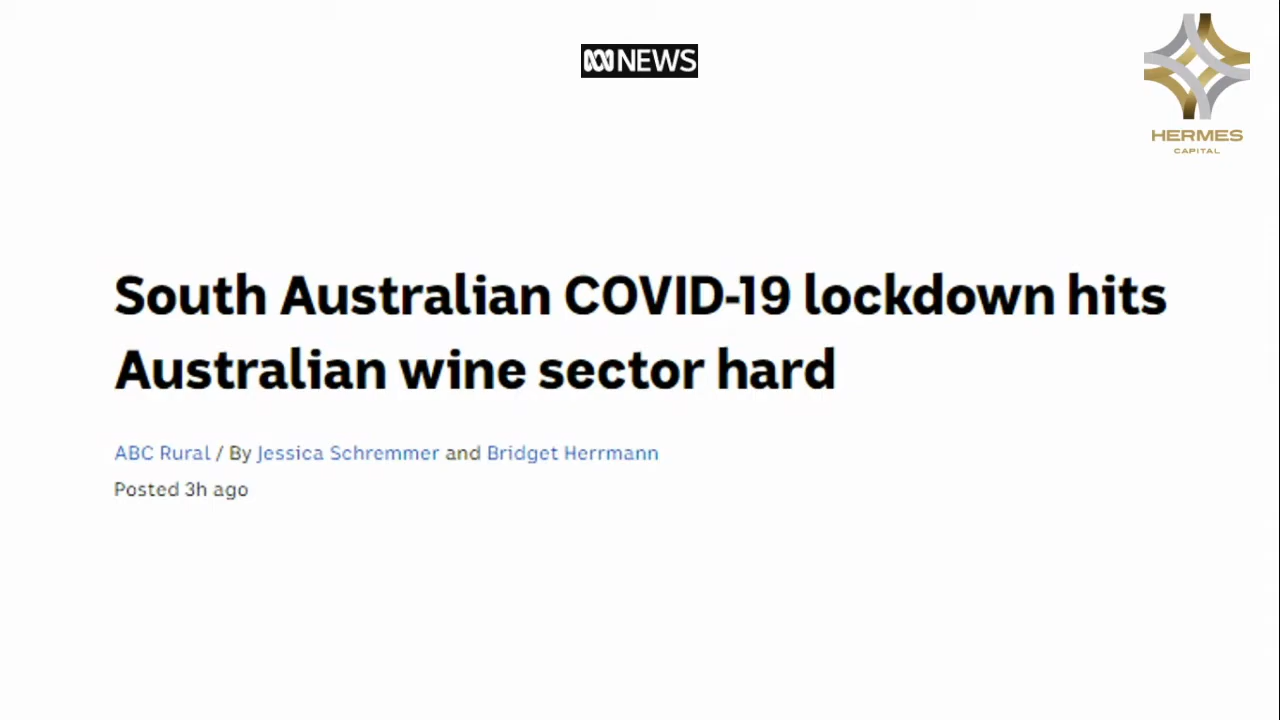 NEWS
HERMES
CAPITAL
South Australian COVID-19 lockdown hits
Australian wine sector hard
ABC Rural / By Jessica Schremmer and Bridget Herrmann
Posted 3h ago